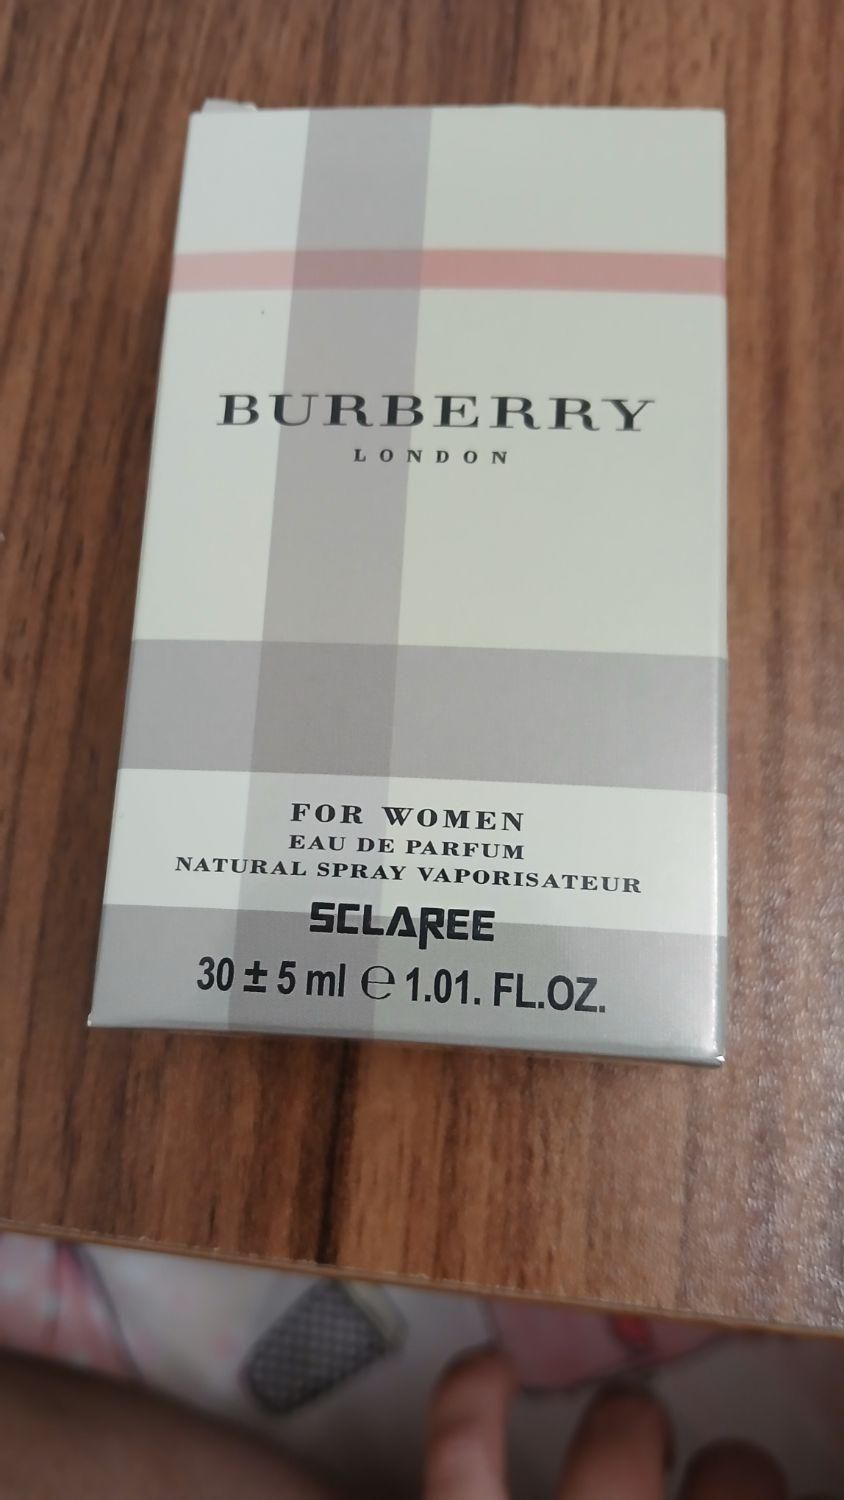 BURBERRY
LONDON
FOR WOMEN
EAU DE PARFUM
NATURAL SPRAY VAPORISATEUR
SCLAREE
30 ± 5 ml ℮ 1.01. FL.OZ.